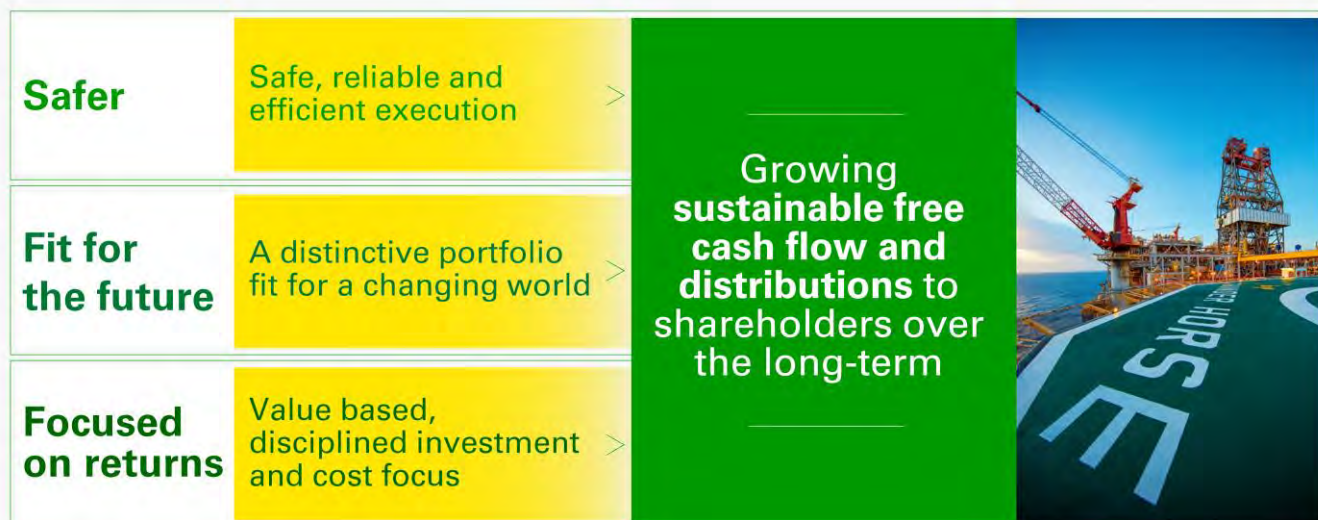 Safer
Safe, reliable and
efficient execution
Fit for
the future
A distinctive portfolio
fit for a changing world
Focused
on returns
Value based,
disciplined investment
and cost focus
Growing
sustainable free
cash flow and
distributions to
shareholders over
the long-term
HORSE